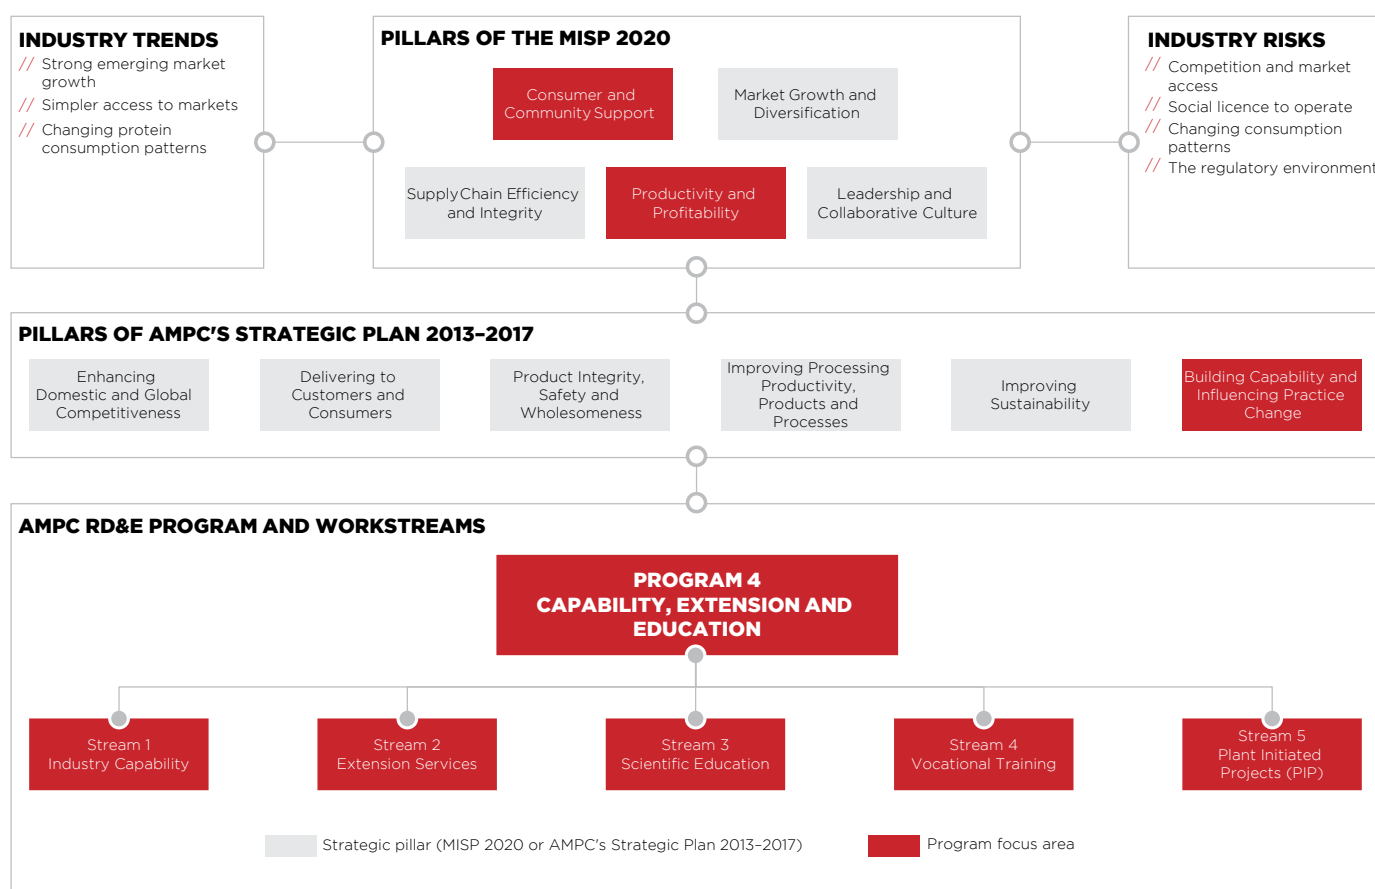 INDUSTRY TRENDS
// Strong emerging market
growth
// Simpler access to markets
// Changing protein
consumption patterns
PILLARS OF THE MISP 2020
Consumer and
Community Support
Market Growth and
Diversification
Supply Chain Efficiency
and Integrity
Productivity and
Profitability
Leadership and
Collaborative Culture
INDUSTRY RISKS
// Competition and market
access
// Social licence to operate
// Changing consumption
patterns
// The regulatory environment
PILLARS OF AMPC'S STRATEGIC PLAN 2013–2017
Enhancing
Domestic and Global
Competitiveness
Delivering to
Customers and
Consumers
Product Integrity,
Safety and
Wholesomeness
Improving Processing
Productivity,
Products and
Processes
Improving
Sustainability
Building Capability and
Influencing Practice
Change
AMPC RD&E PROGRAM AND WORKSTREAMS
PROGRAM 4
CAPABILITY, EXTENSION AND
EDUCATION
Stream 1
Industry Capability
Stream 2
Extension Services
Stream 3
Scientific Education
Stream 4
Vocational Training
Stream 5
Plant Initiated
Projects (PIP)
Strategic pillar (MISP 2020 or AMPC's Strategic Plan 2013–2017)
Program focus area